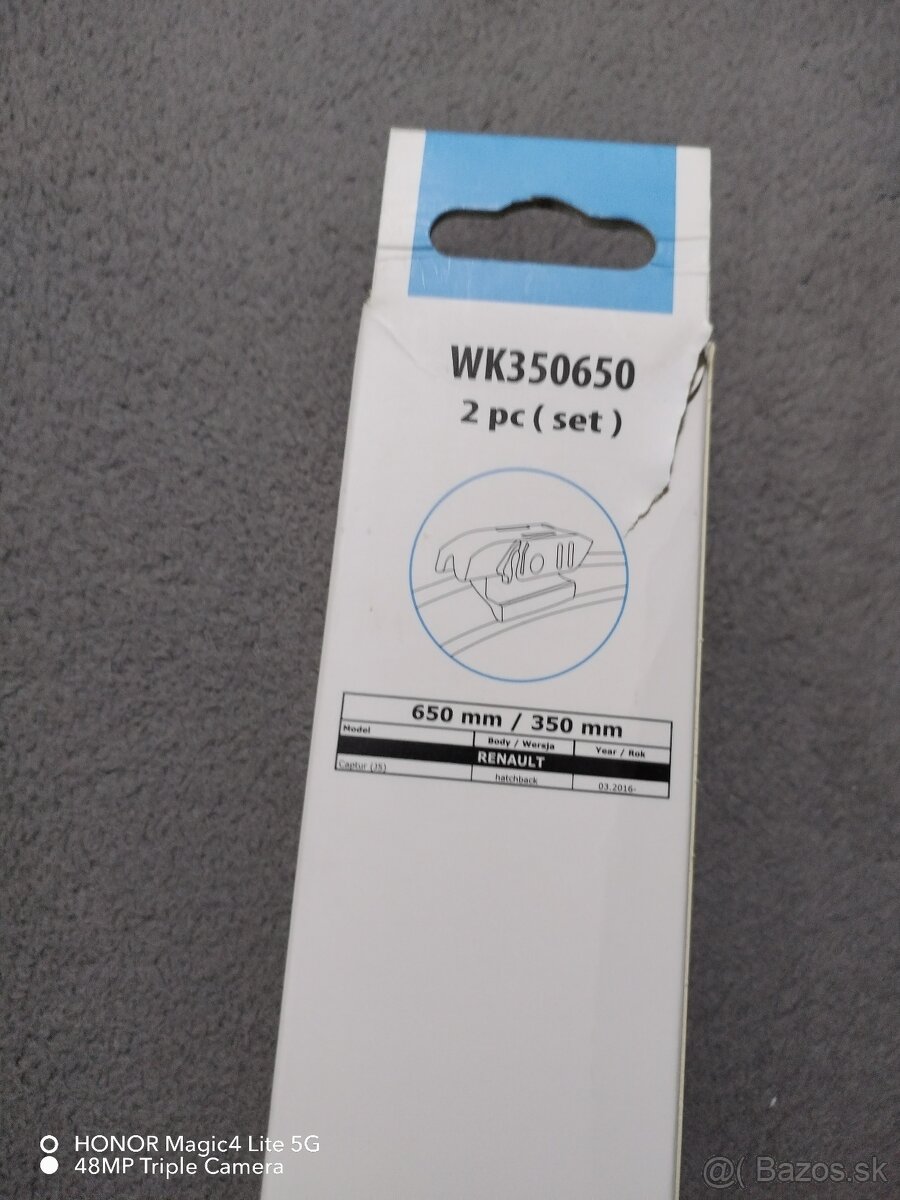 WK350650
2 pc ( set )
650 mm / 350 mm
Model Body / Wersja Year / Rok
RENAULT
Captur (J5) hatchback 03.2016-
HONOR Magic4 Lite 5G
48MP Triple Camera
@( Bazos.sk